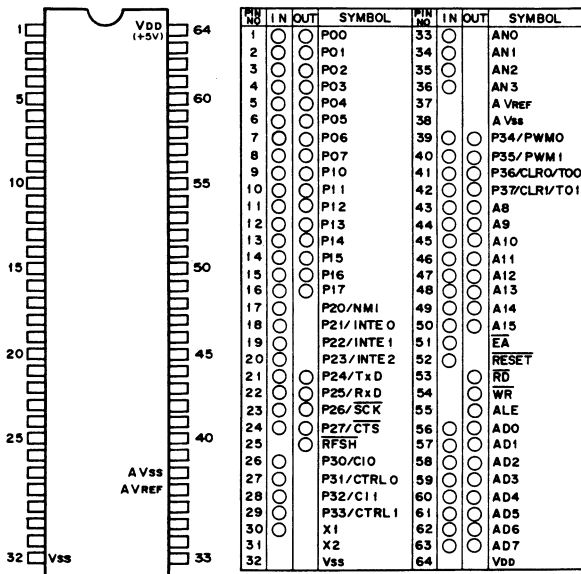 1 VDD 64
(+5V)
5 60
10 55
15 50
20 45
25 40
AVSS
AVREF
32 VSS 33
PIN NO IN OUT SYMBOL PIN NO IN OUT SYMBOL
1 P00 33 AN0
2 P01 34 AN1
3 P02 35 AN2
4 P03 36 AN3
5 P04 37 AVREF
6 P05 38 AVSS
7 P06 39 P34/PWM0
8 P07 40 P35/PWM1
9 P10 41 P36/CLR0/T00
10 P11 42 P37/CLR1/T01
11 P12 43 A8
12 P13 44 A9
13 P14 45 A10
14 P15 46 A11
15 P16 47 A12
16 P17 48 A13
17 P20/NMI 49 A14
18 P21/INTE0 50 A15
19 P22/INTE1 51 EA
20 P23/INTE2 52 RESET
21 P24/TxD 53 RD
22 P25/RxD 54 WR
23 P26/SCK 55 ALE
24 P27/CTS 56 AD0
25 RFSH 57 AD1
26 P30/CI0 58 AD2
27 P31/CTRL0 59 AD3
28 P32/CI1 60 AD4
29 P33/CTRL1 61 AD5
30 X1 62 AD6
31 X2 63 AD7
32 VSS 64 VDD